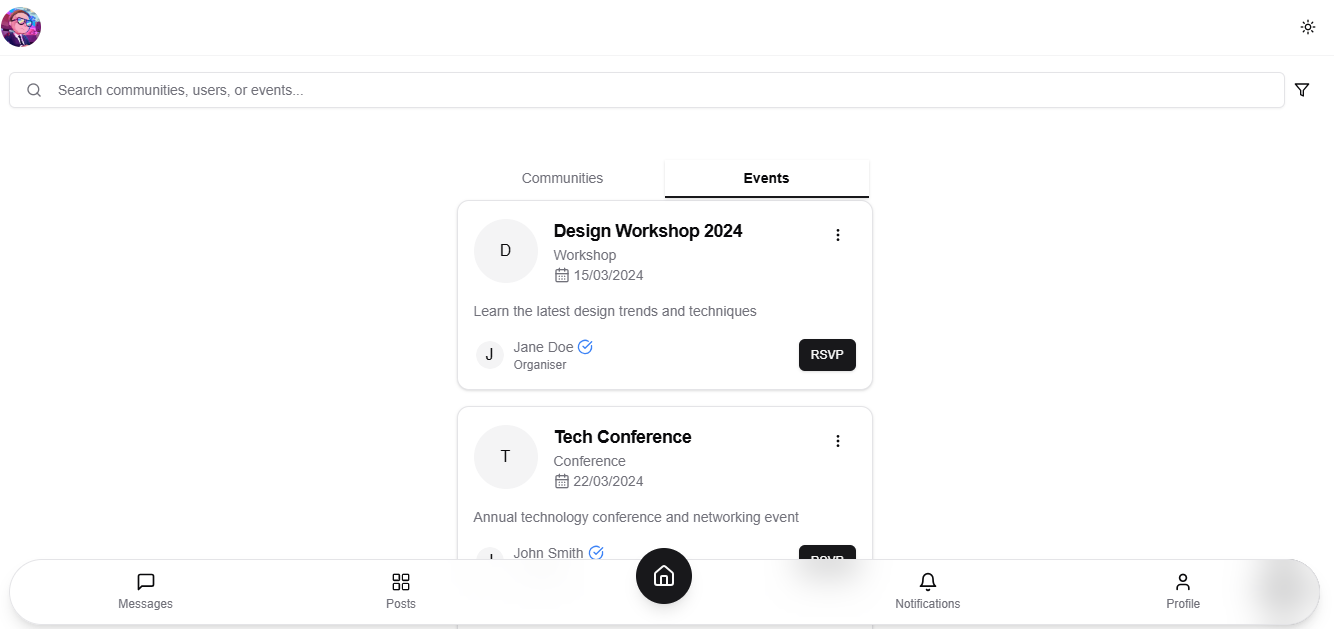 Search communities, users, or events...
Communities
Events
D
Design Workshop 2024
Workshop
15/03/2024
Learn the latest design trends and techniques
J
Jane Doe
Organiser
RSVP
T
Tech Conference
Conference
22/03/2024
Annual technology conference and networking event
J
John Smith
RSVP
Messages
Posts
Notifications
Profile